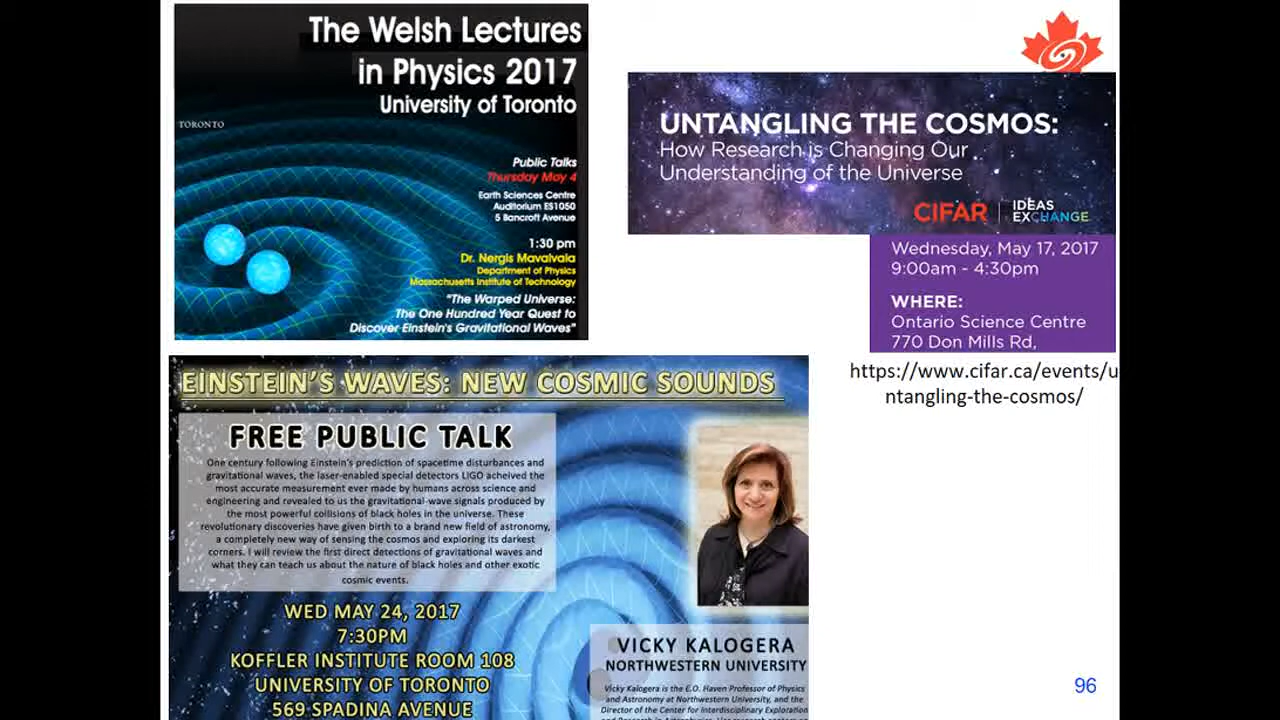 The Welsh Lectures
in Physics 2017
University of Toronto
TORONTO
Public Talks
Thursday May 4
Earth Sciences Centre
Auditorium ES1050
5 Bancroft Avenue
1:30 pm
Dr. Nergis Mavalvala
Department of Physics
Massachusetts Institute of Technology
"The Warped Universe:
The One Hundred Year Quest to
Discover Einstein's Gravitational Waves"
UNTANGLING THE COSMOS:
How Research is Changing Our
Understanding of the Universe
CIFAR | IDEAS
EXCHANGE
Wednesday, May 17, 2017
9:00am - 4:30pm
WHERE:
Ontario Science Centre
770 Don Mills Rd,
https://www.cifar.ca/events/u
ntangling-the-cosmos/
EINSTEIN'S WAVES: NEW COSMIC SOUNDS
FREE PUBLIC TALK
One century following Einstein's prediction of spacetime disturbances and
gravitational waves, the laser-enabled special detectors LIGO acheived the
most accurate measurement ever made by humans across science and
engineering and revealed to us the gravitational-wave signals produced by
the most powerful collisions of black holes in the universe. These
revolutionary discoveries have given birth to a brand new field of astronomy,
a completely new way of sensing the cosmos and exploring its darkest
corners. I will review the first direct detections of gravitational waves and
what they can teach us about the nature of black holes and other exotic
cosmic events.
WED MAY 24, 2017
7:30PM
KOFFLER INSTITUTE ROOM 108
UNIVERSITY OF TORONTO
569 SPADINA AVENUE
VICKY KALOGERA
NORTHWESTERN UNIVERSITY
Vicky Kalogera is the E.O. Haven Professor of Physics
and Astronomy at Northwestern University, and the
Director of the Center for Interdisciplinary Exploration
96